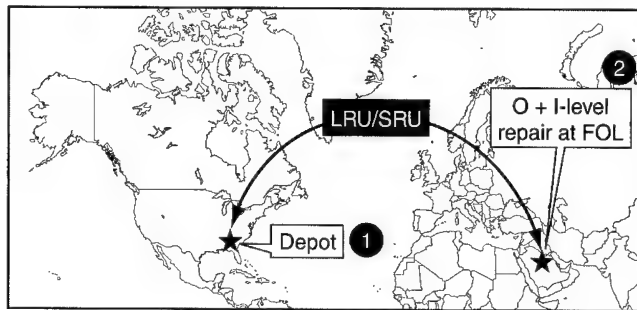 2
O + I-level
repair at FOL
LRU/SRU
Depot 1